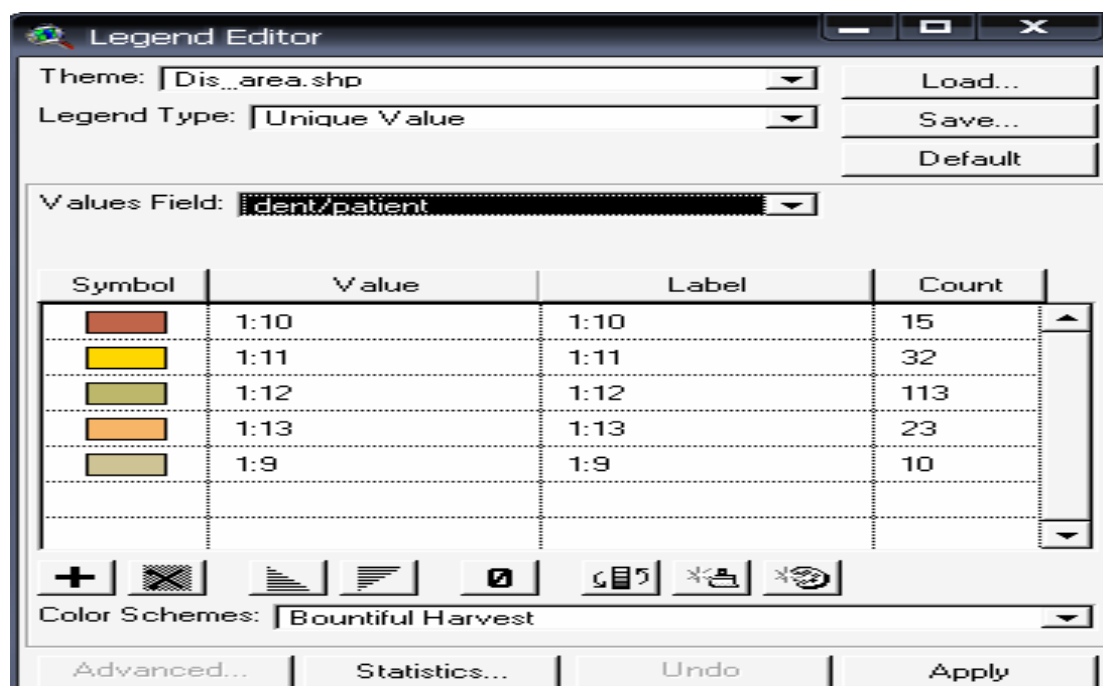 Legend Editor
Theme: Dis_area.shp Load...
Legend Type: Unique Value Save...
Default
Values Field: dent/patient
Symbol Value Label Count
1:10 1:10 15
1:11 1:11 32
1:12 1:12 113
1:13 1:13 23
1:9 1:9 10
Color Schemes: Bountiful Harvest
Advanced... Statistics... Undo Apply